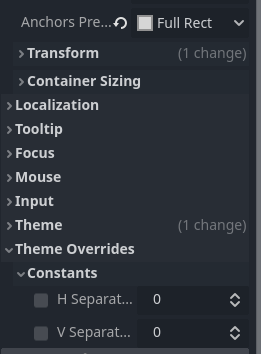 Anchors Pre... Full Rect
Transform (1 change)
Container Sizing
Localization
Tooltip
Focus
Mouse
Input
Theme (1 change)
Theme Overrides
Constants
H Separat... 0
V Separat... 0